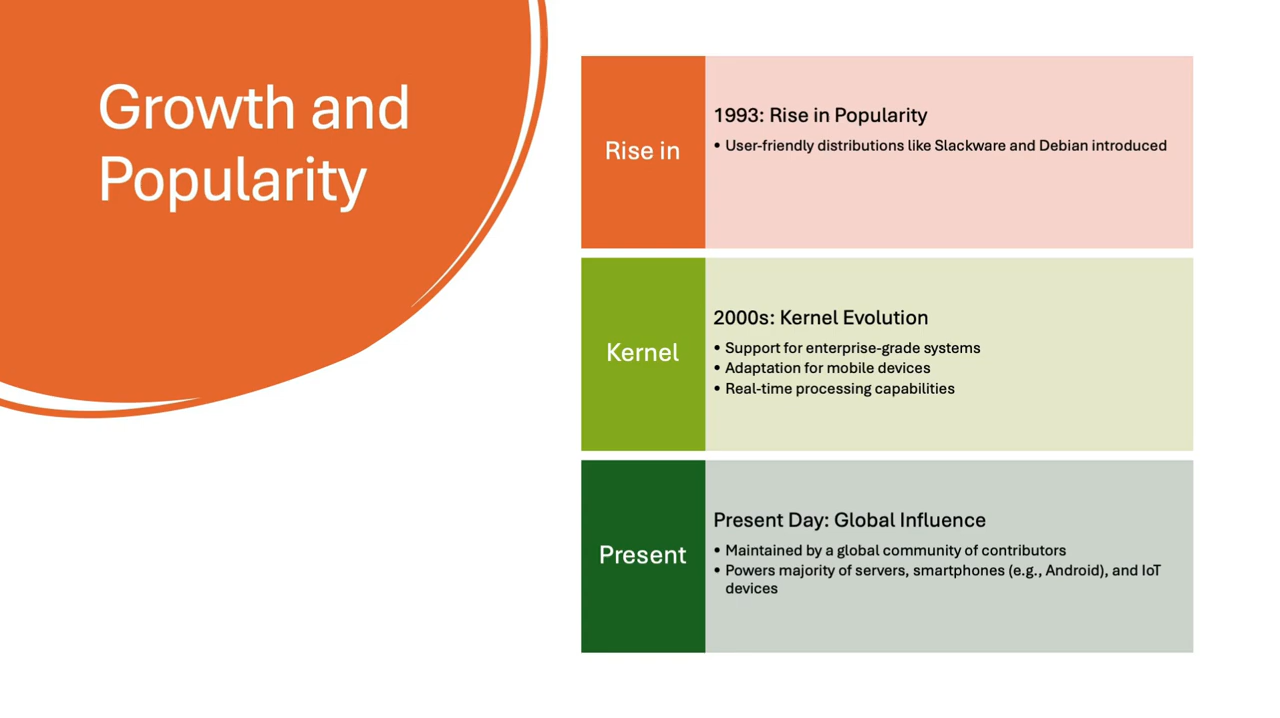 Growth and
Popularity
Rise in
1993: Rise in Popularity
• User-friendly distributions like Slackware and Debian introduced
Kernel
2000s: Kernel Evolution
• Support for enterprise-grade systems
• Adaptation for mobile devices
• Real-time processing capabilities
Present
Present Day: Global Influence
• Maintained by a global community of contributors
• Powers majority of servers, smartphones (e.g., Android), and IoT
devices